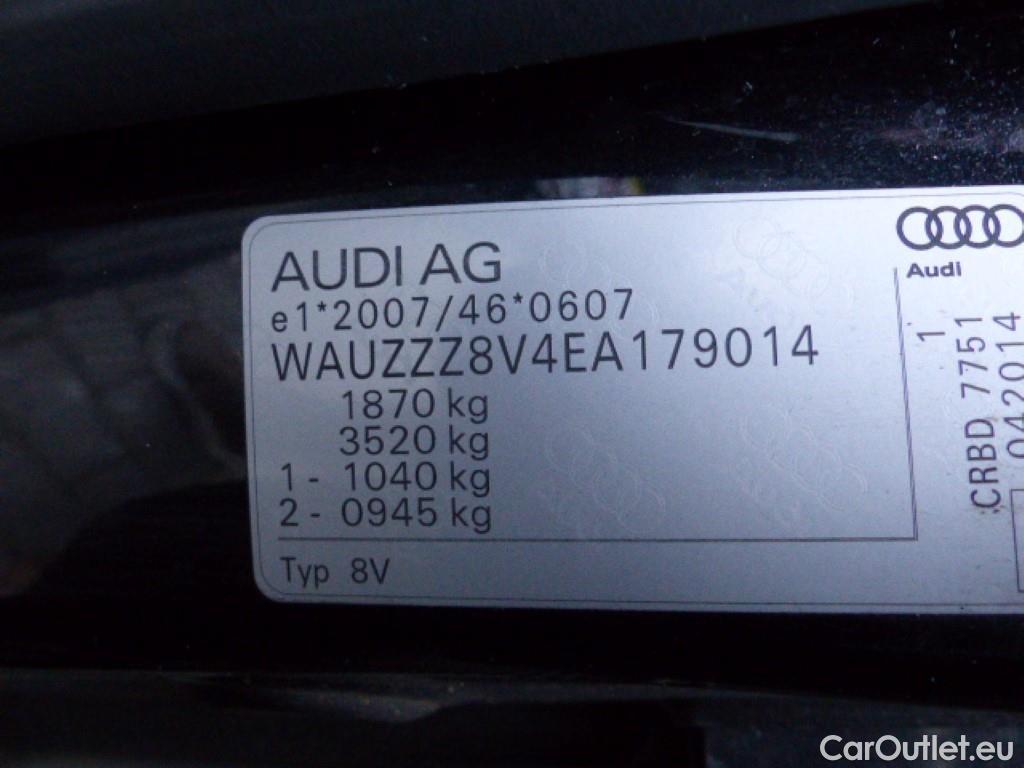 AUDI AG
e1*2007/46*0607
WAUZZZ8V4EA179014
1870 kg
3520 kg
1 - 1040 kg
2 - 0945 kg
Typ 8V
Audi
1
CRBD 7751
042014
CarOutlet.eu